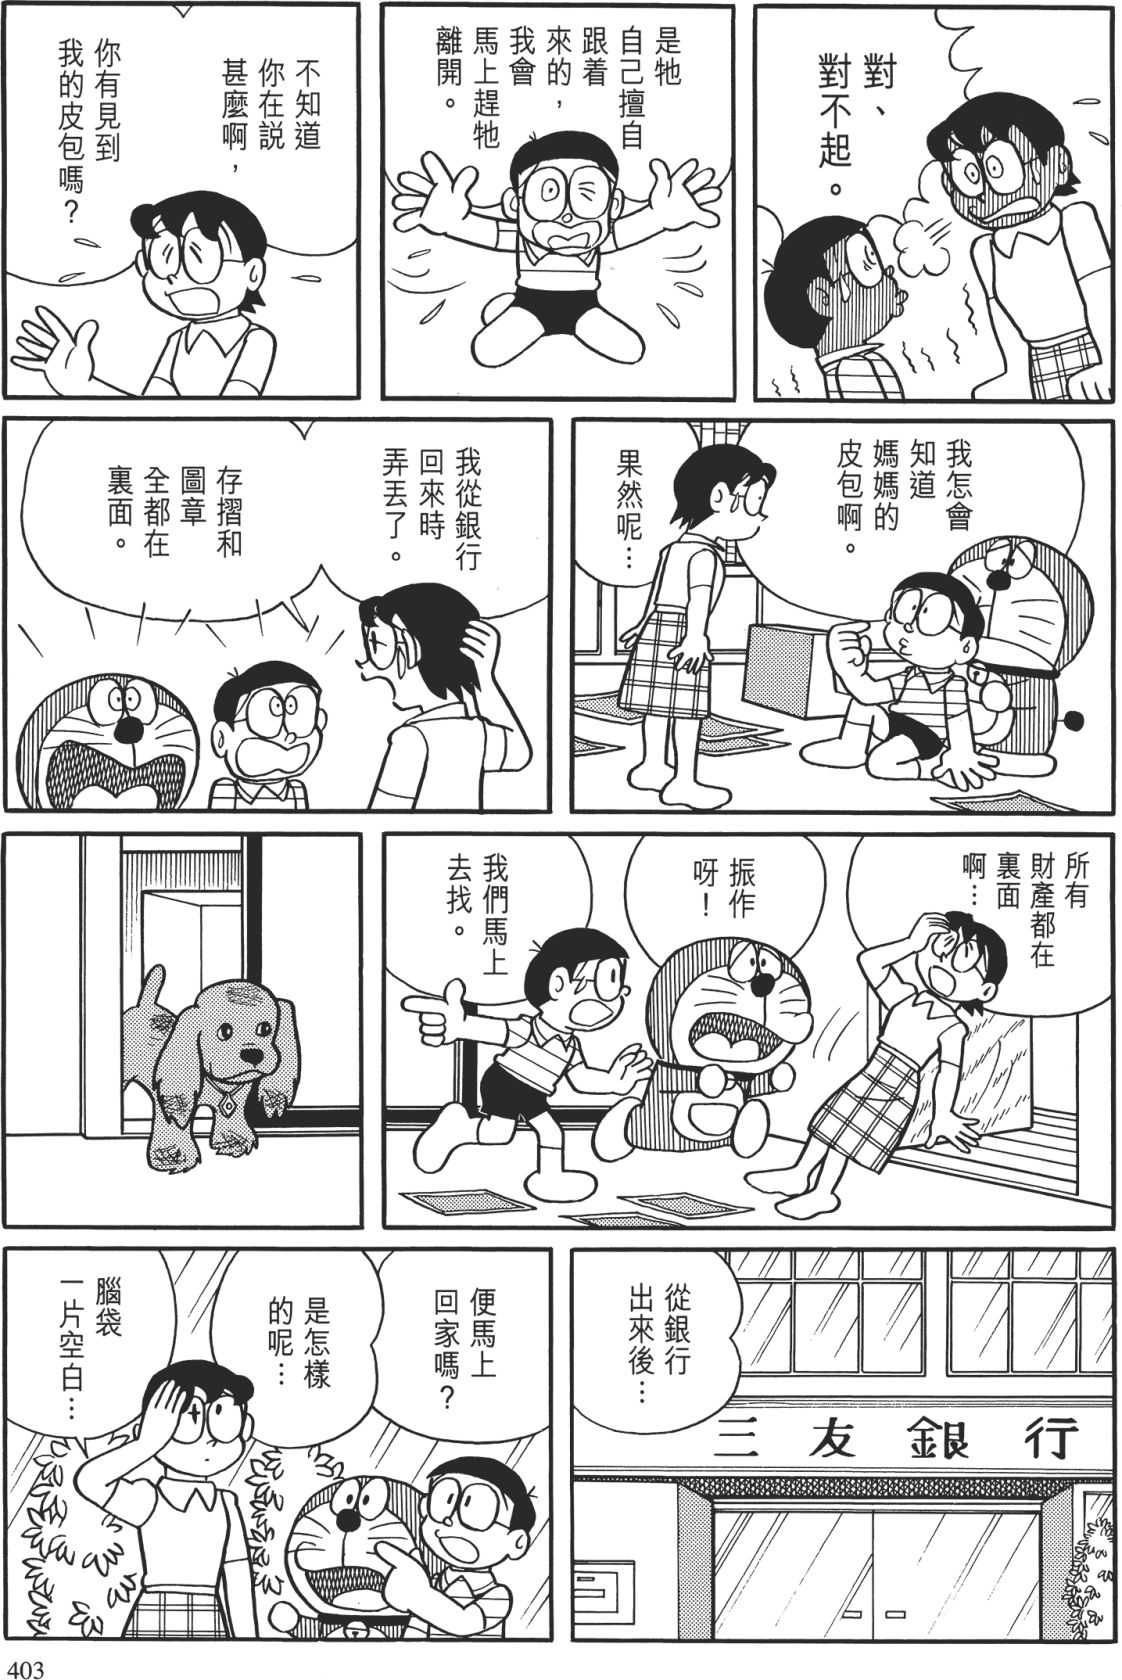 對、
對不起。
是牠
自己擅自
跟着
來的，
我會
馬上趕牠
離開。
不知道
你在説
甚麼啊，
你有見到
我的皮包嗎？
我怎會
知道
媽媽的
皮包啊。
果然呢…
我從銀行
回來時
弄丟了。
存摺和
圖章
全都在
裏面。
所有
財產都在
裏面
啊…
振作
呀！
我們馬上
去找。
從銀行
出來後…
三友銀行
便馬上
回家嗎？
是怎樣
的呢…
腦袋
一片空白…
403